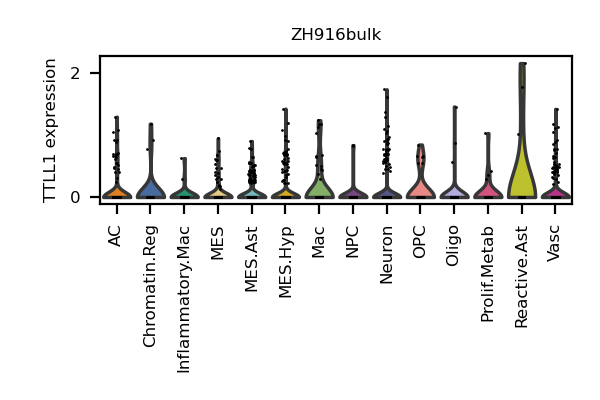 ZH916bulk
TTLL1 expression
2
0
AC
Chromatin.Reg
Inflammatory.Mac
MES
MES.Ast
MES.Hyp
Mac
NPC
Neuron
OPC
Oligo
Prolif.Metab
Reactive.Ast
Vasc